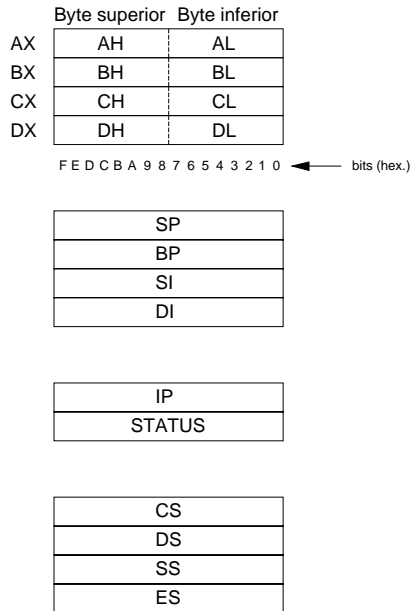 Byte superior Byte inferior
AX AH AL
BX BH BL
CX CH CL
DX DH DL
F E D C B A 9 8 7 6 5 4 3 2 1 0 bits (hex.)
SP
BP
SI
DI
IP
STATUS
CS
DS
SS
ES